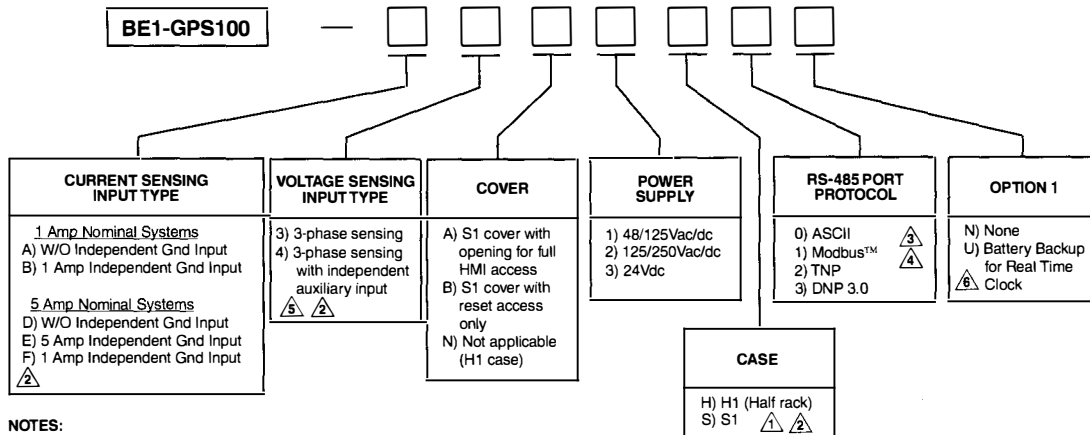 BE1-GPS100 —
CURRENT SENSING
INPUT TYPE
1 Amp Nominal Systems
A) W/O Independent Gnd Input
B) 1 Amp Independent Gnd Input
5 Amp Nominal Systems
D) W/O Independent Gnd Input
E) 5 Amp Independent Gnd Input
F) 1 Amp Independent Gnd Input
2
VOLTAGE SENSING
INPUT TYPE
3) 3-phase sensing
4) 3-phase sensing
with independent
auxiliary input
5 2
COVER
A) S1 cover with
opening for full
HMI access
B) S1 cover with
reset access
only
N) Not applicable
(H1 case)
POWER
SUPPLY
1) 48/125Vac/dc
2) 125/250Vac/dc
3) 24Vdc
CASE
H) H1 (Half rack)
S) S1 1 2
RS-485 PORT
PROTOCOL
0) ASCII 3
1) Modbus™ 4
2) TNP
3) DNP 3.0
OPTION 1
N) None
U) Battery Backup
for Real Time
6 Clock
NOTES: